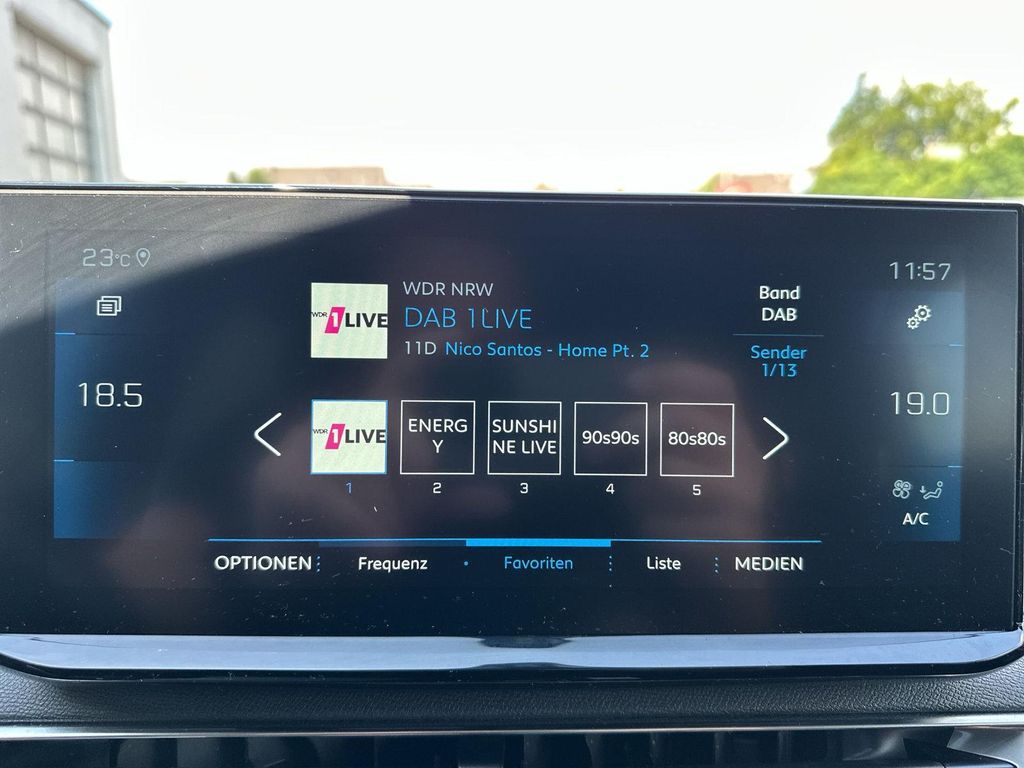 23°C
11:57
WDR 1LIVE
WDR NRW
DAB 1LIVE
11D Nico Santos - Home Pt. 2
Band
DAB
Sender
1/13
18.5
19.0
WDR 1LIVE
ENERG
Y
SUNSHI
NE LIVE
90s90s
80s80s
1
2
3
4
5
A/C
OPTIONEN
Frequenz
Favoriten
Liste
MEDIEN